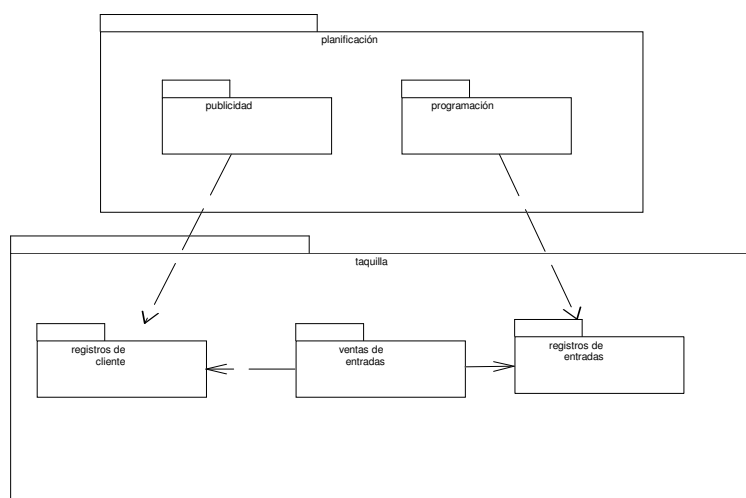 planificación
publicidad
programación
taquilla
registros de
cliente
ventas de
entradas
registros de
entradas